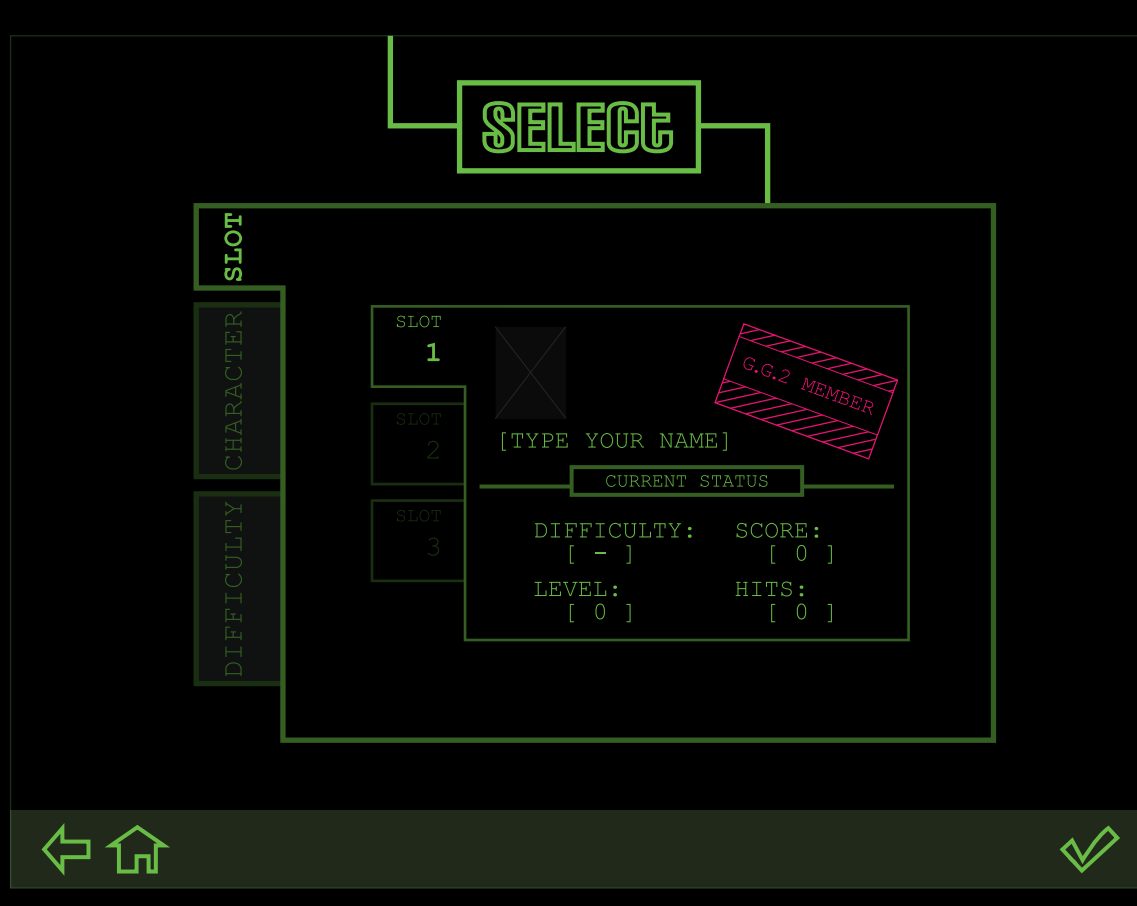 SELECt
SLOT
CHARACTER
DIFFICULTY
SLOT
1
SLOT
2
SLOT
3
G.G.2 MEMBER
[TYPE YOUR NAME]
CURRENT STATUS
DIFFICULTY: SCORE:
[ - ] [ 0 ]
LEVEL: HITS:
[ 0 ] [ 0 ]